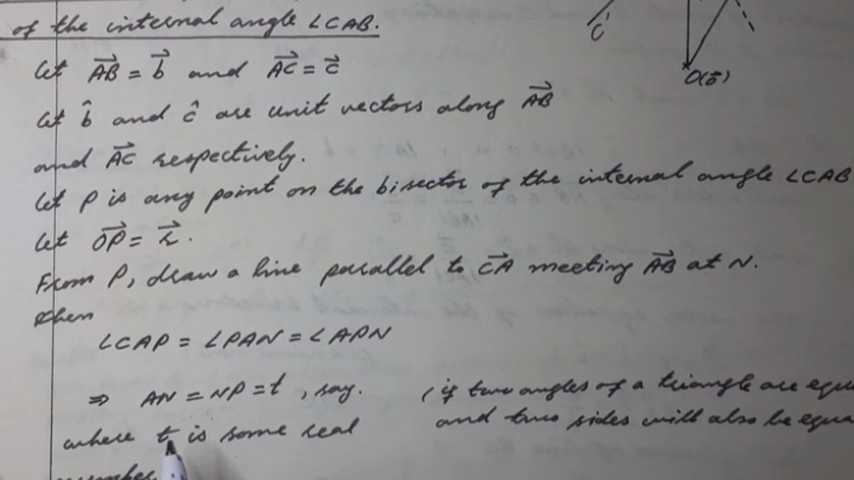 of the internal angle ∠CAB.
C
O(o⃗)
Let AB⃗ = b⃗ and AC⃗ = c⃗
Let b̂ and ĉ are unit vectors along AB⃗
and AC⃗ respectively.
Let P is any point on the bisector of the internal angle ∠CAB
Let OP⃗ = r⃗.
From P, draw a line parallel to CA⃗ meeting AB⃗ at N.
Then
∠CAP = ∠PAN = ∠APN
⇒ AN = NP = t, say. (if two angles of a triangle are equa
where t is some real and two sides will also be equa
number